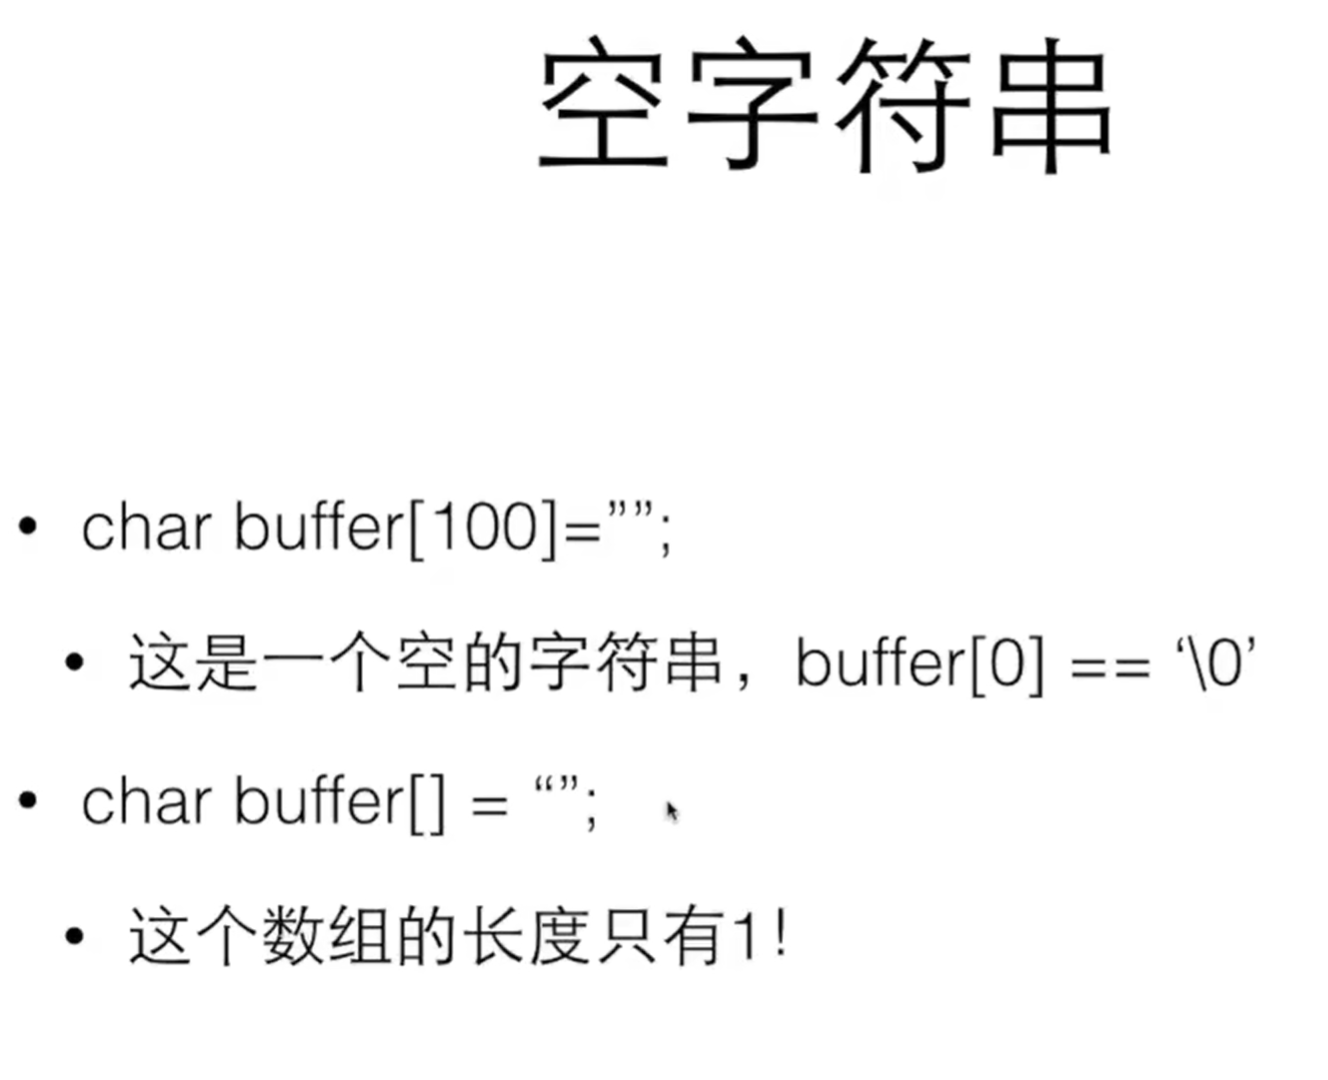 空字符串
• char buffer[100]=””;
• 这是一个空的字符串，buffer[0] == ‘\0’
• char buffer[] = “”;
• 这个数组的长度只有1！